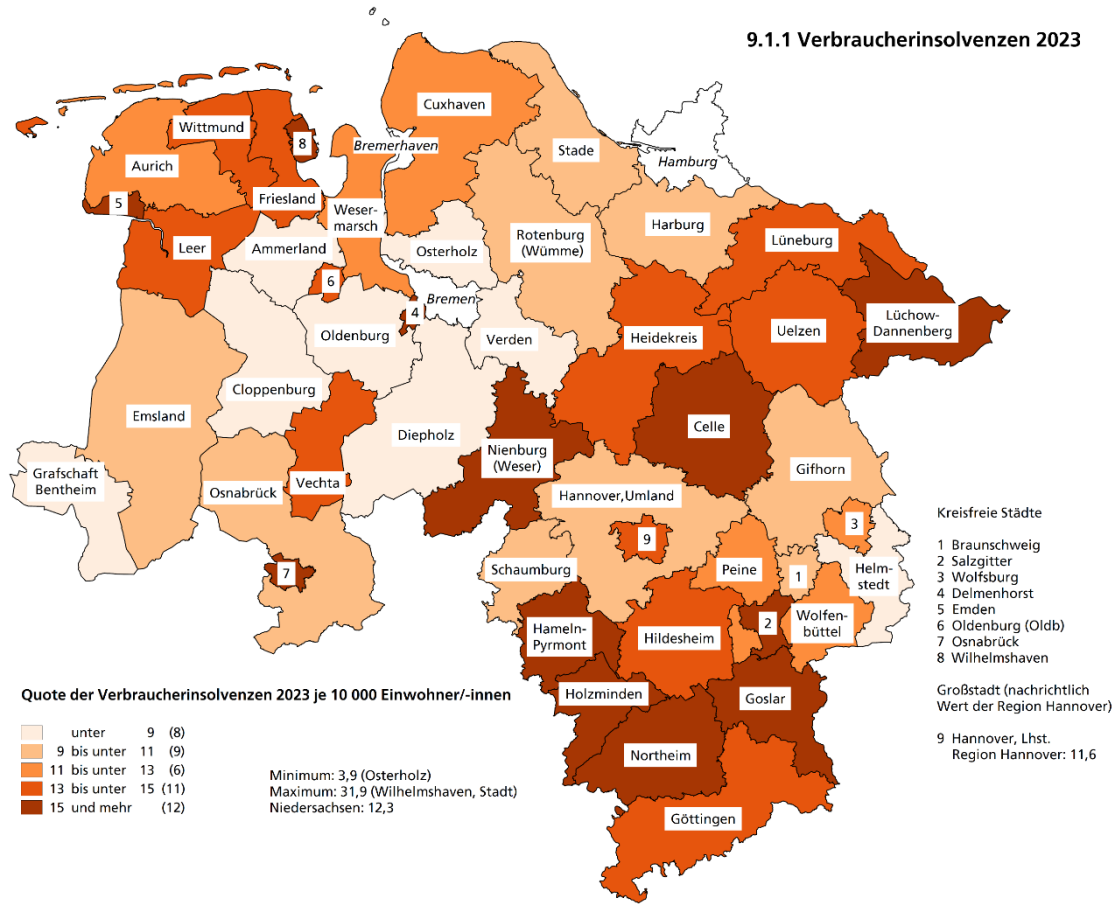 9.1.1 Verbraucherinsolvenzen 2023
Cuxhaven
Wittmund
8
Bremerhaven
Stade
Hamburg
Aurich
5
Friesland
Weser-
marsch
Harburg
Leer
Ammerland
Osterholz
Rotenburg
(Wümme)
Lüneburg
6
Bremen
4
Oldenburg
Verden
Heidekreis
Uelzen
Lüchow-
Dannenberg
Cloppenburg
Emsland
Diepholz
Celle
Nienburg
(Weser)
Gifhorn
Grafschaft
Bentheim
Osnabrück
Vechta
Hannover,Umland
3
9
7
Schaumburg
Peine
1
Helm-
stedt
2
Wolfen-
büttel
Hameln-
Pyrmont
Hildesheim
Holzminden
Goslar
Northeim
Göttingen
Kreisfreie Städte
1 Braunschweig
2 Salzgitter
3 Wolfsburg
4 Delmenhorst
5 Emden
6 Oldenburg (Oldb)
7 Osnabrück
8 Wilhelmshaven
Großstadt (nachrichtlich
Wert der Region Hannover)
9 Hannover, Lhst.
Region Hannover: 11,6
Quote der Verbraucherinsolvenzen 2023 je 10 000 Einwohner/-innen
unter 9 (8)
9 bis unter 11 (9)
11 bis unter 13 (6)
13 bis unter 15 (11)
15 und mehr (12)
Minimum: 3,9 (Osterholz)
Maximum: 31,9 (Wilhelmshaven, Stadt)
Niedersachsen: 12,3